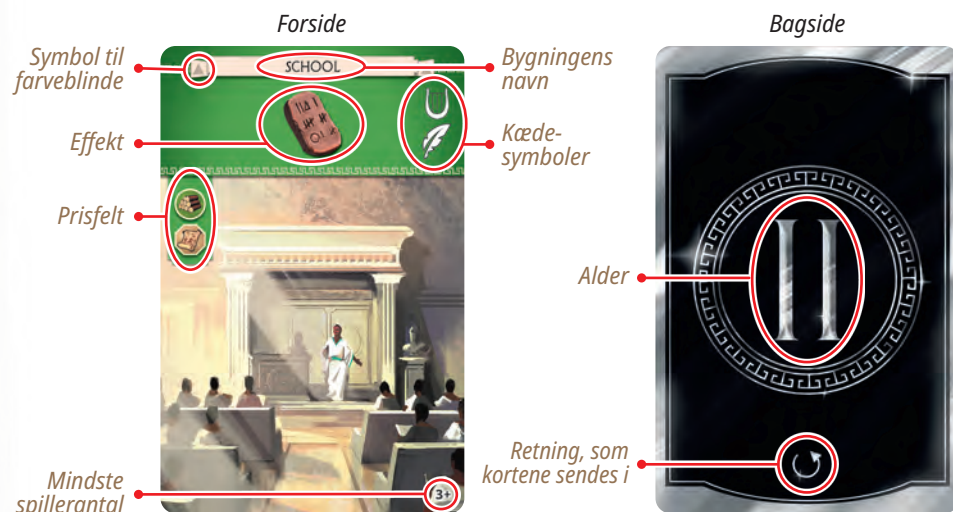 Forside
Bagside
Symbol til
farveblinde
SCHOOL
Bygningens
navn
Effekt
Kæde-
symboler
Prisfelt
II
Alder
Retning, som
kortene sendes i
Mindste
spillerantal
3+